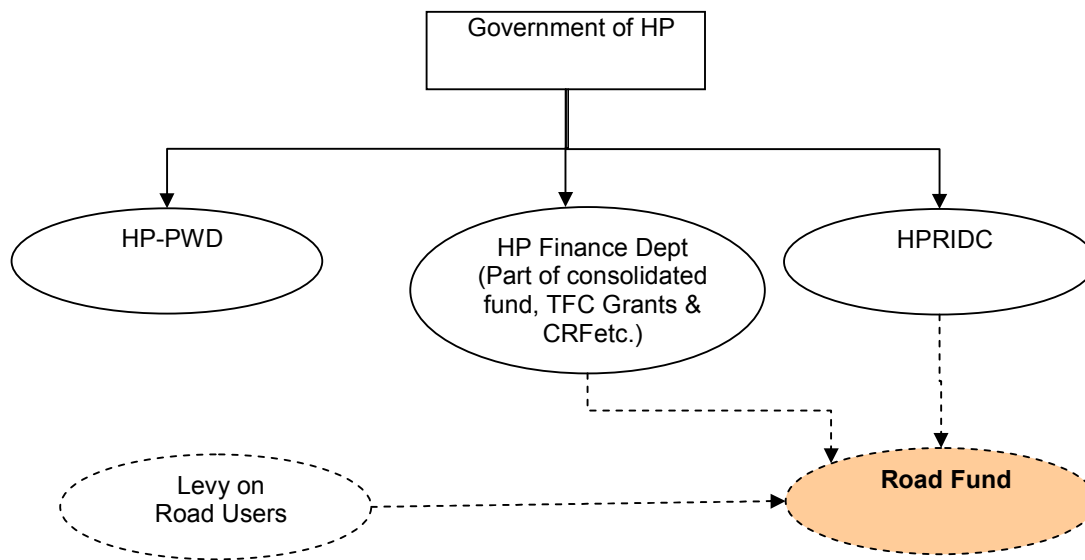 Government of HP
HP-PWD
HP Finance Dept
(Part of consolidated
fund, TFC Grants &
CRFetc.)
HPRIDC
Levy on
Road Users
Road Fund